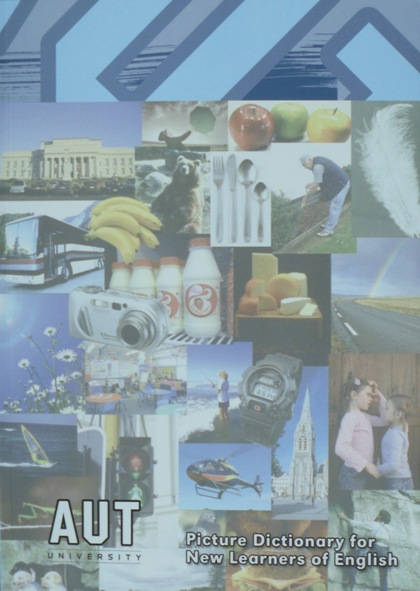 AUT
UNIVERSITY
Picture Dictionary for
New Learners of English